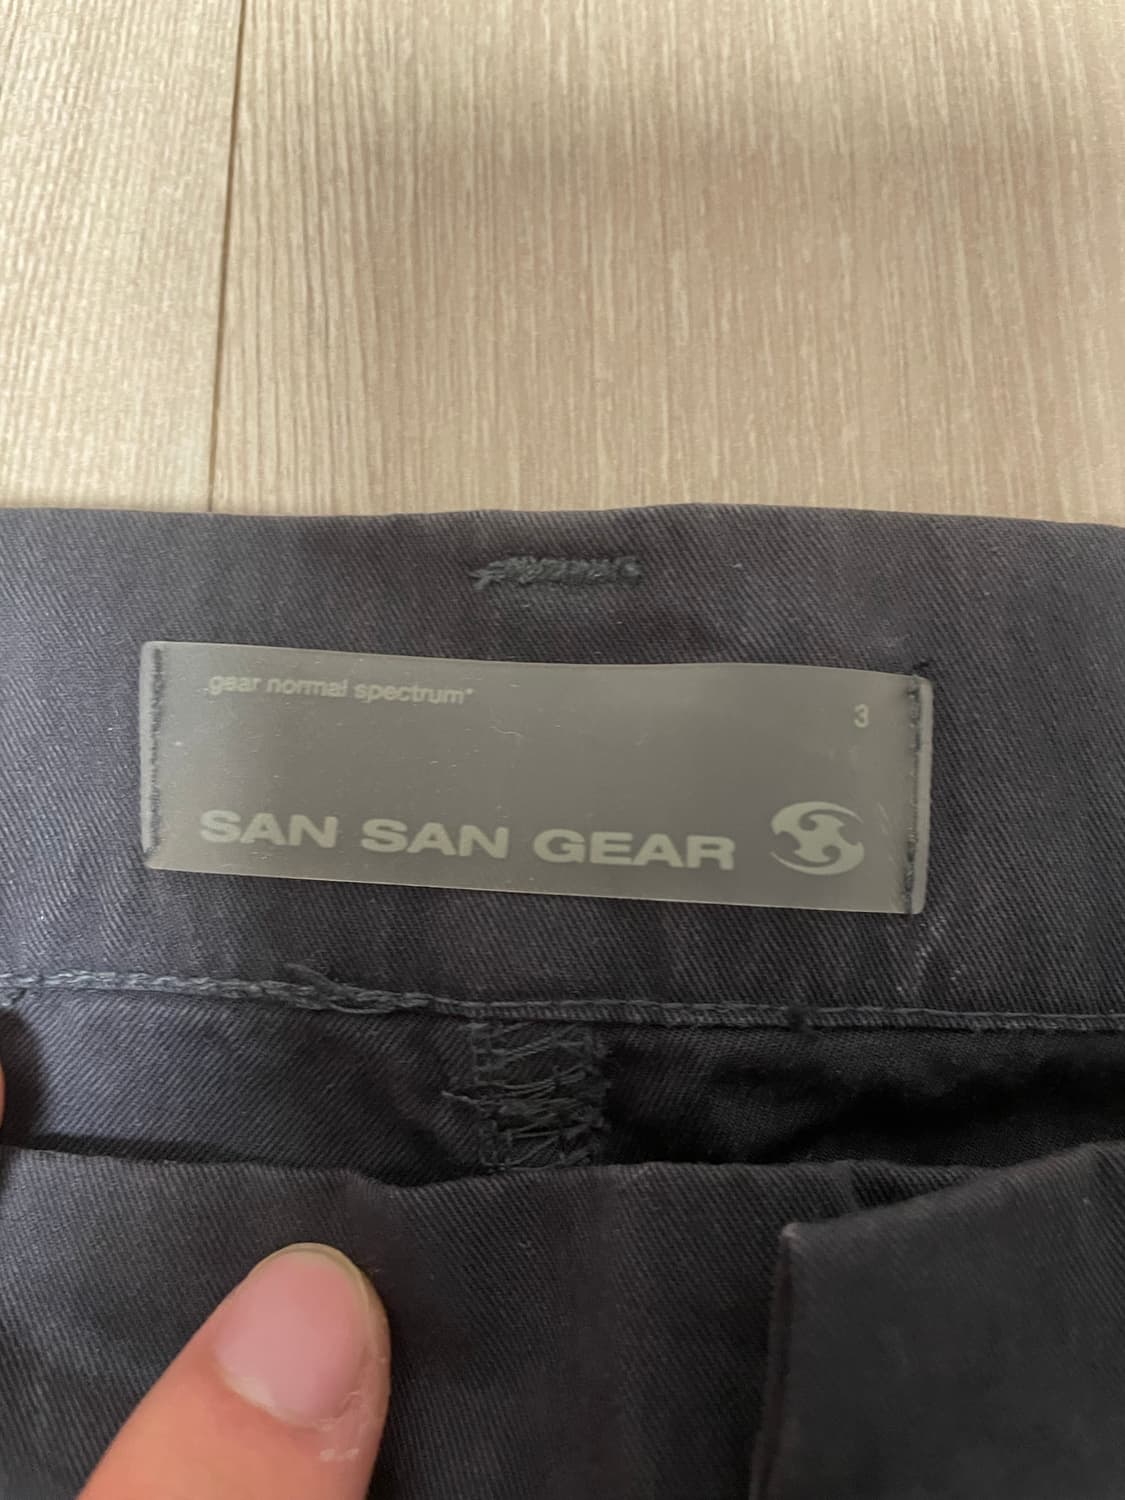 gear normal spectrum*
3
SAN SAN GEAR